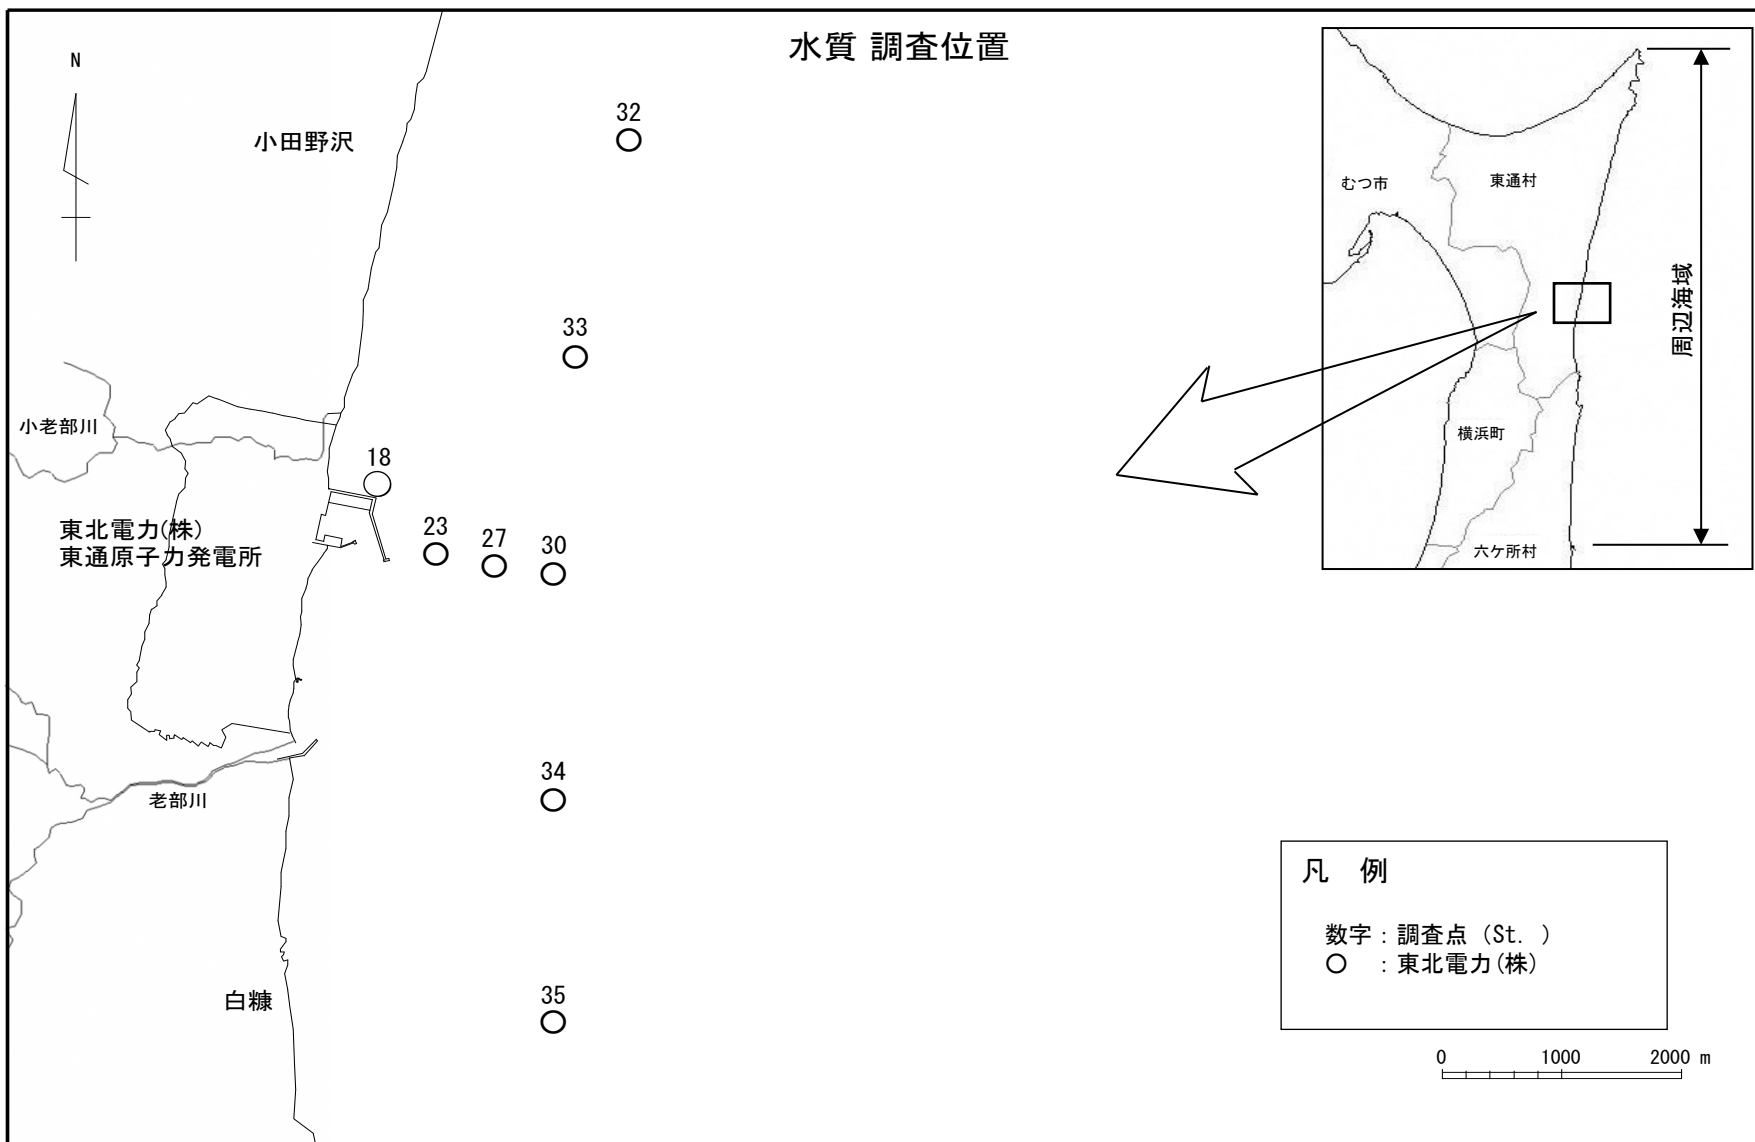 水質 調査位置
N
小田野沢
32
33
小老部川
18
東北電力(株)
東通原子力発電所
23
27
30
34
老部川
白糠
35
むつ市
東通村
周辺海域
横浜町
六ケ所村
凡 例
数字：調査点（St. ）
○ ：東北電力(株)
0 1000 2000 m